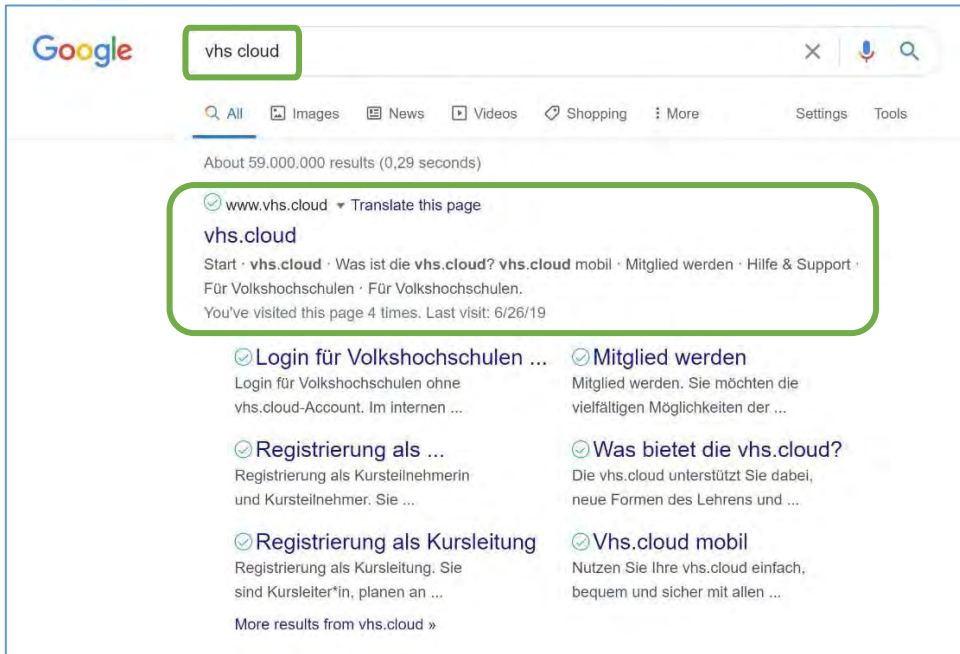 Google
vhs cloud
All Images News Videos Shopping More Settings Tools
About 59.000.000 results (0,29 seconds)
www.vhs.cloud Translate this page
vhs.cloud
Start · vhs.cloud · Was ist die vhs.cloud? vhs.cloud mobil · Mitglied werden · Hilfe & Support ·
Für Volkshochschulen · Für Volkshochschulen.
You've visited this page 4 times. Last visit: 6/26/19
Login für Volkshochschulen ...
Login für Volkshochschulen ohne
vhs.cloud-Account. Im internen ...
Mitglied werden
Mitglied werden. Sie möchten die
vielfältigen Möglichkeiten der ...
Registrierung als ...
Registrierung als Kursteilnehmerin
und Kursteilnehmer. Sie ...
Was bietet die vhs.cloud?
Die vhs.cloud unterstützt Sie dabei,
neue Formen des Lehrens und ...
Registrierung als Kursleitung
Registrierung als Kursleitung. Sie
sind Kursleiter*in, planen an ...
Vhs.cloud mobil
Nutzen Sie Ihre vhs.cloud einfach,
bequem und sicher mit allen ...
More results from vhs.cloud »